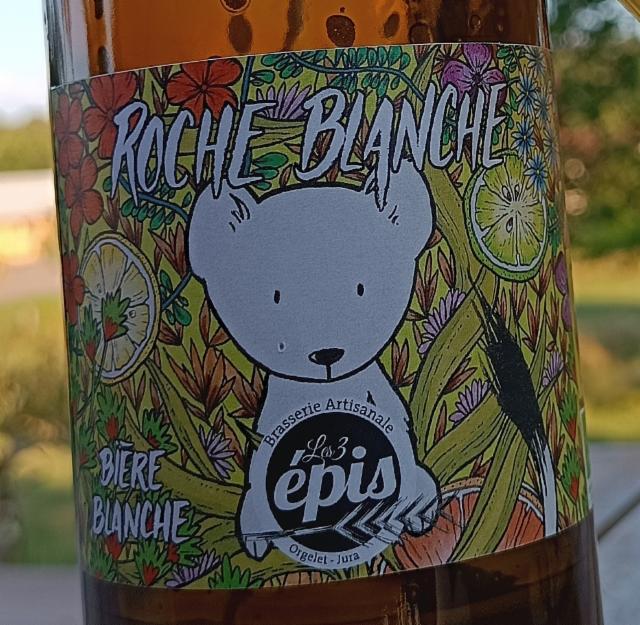 ROCHE BLANCHE
Brasserie Artisanale
Les 3
épis
Orgelet - Jura
BIÈRE
BLANCHE